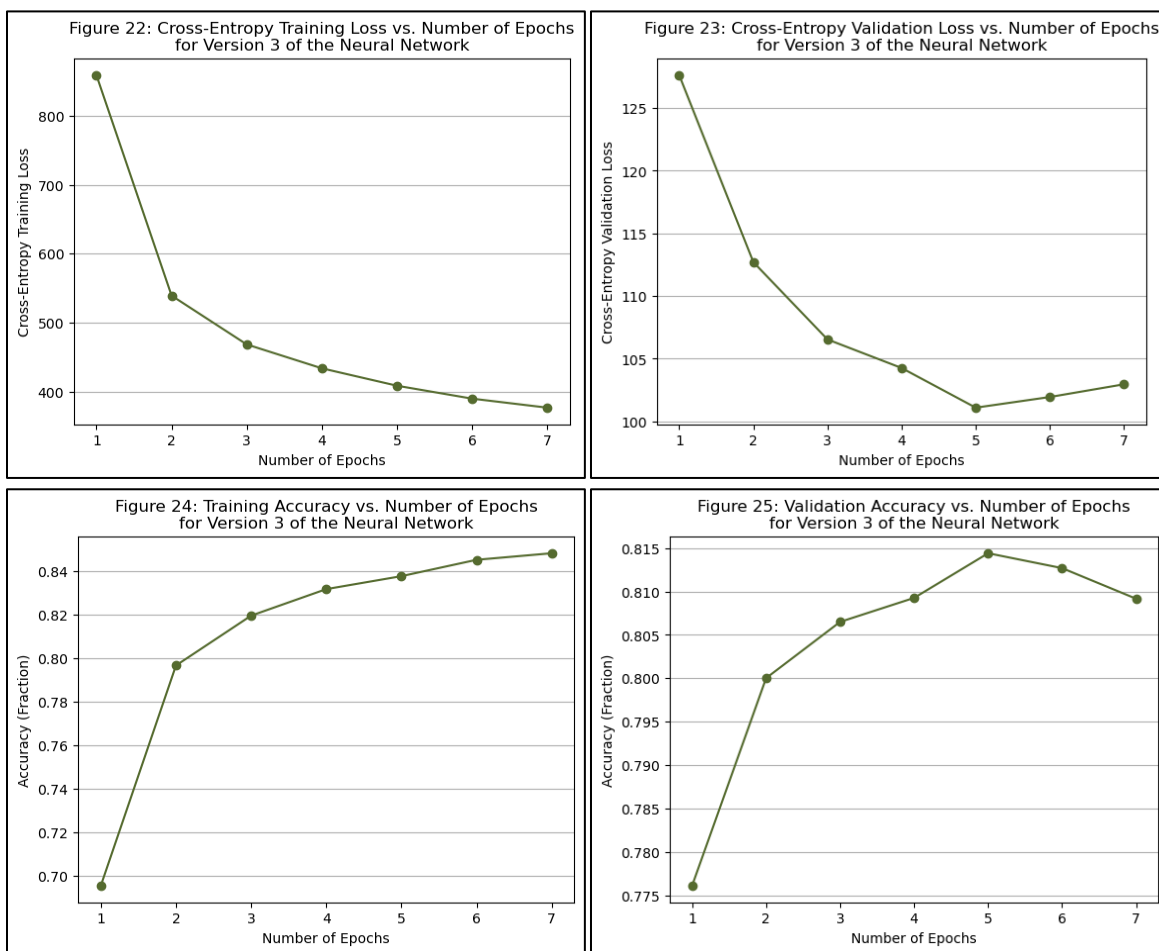 Figure 22: Cross-Entropy Training Loss vs. Number of Epochs
for Version 3 of the Neural Network
Cross-Entropy Training Loss
800
700
600
500
400
1 2 3 4 5 6 7
Number of Epochs
Figure 23: Cross-Entropy Validation Loss vs. Number of Epochs
for Version 3 of the Neural Network
Cross-Entropy Validation Loss
125
120
115
110
105
100
1 2 3 4 5 6 7
Number of Epochs
Figure 24: Training Accuracy vs. Number of Epochs
for Version 3 of the Neural Network
Accuracy (Fraction)
0.84
0.82
0.80
0.78
0.76
0.74
0.72
0.70
1 2 3 4 5 6 7
Number of Epochs
Figure 25: Validation Accuracy vs. Number of Epochs
for Version 3 of the Neural Network
Accuracy (Fraction)
0.815
0.810
0.805
0.800
0.795
0.790
0.785
0.780
0.775
1 2 3 4 5 6 7
Number of Epochs